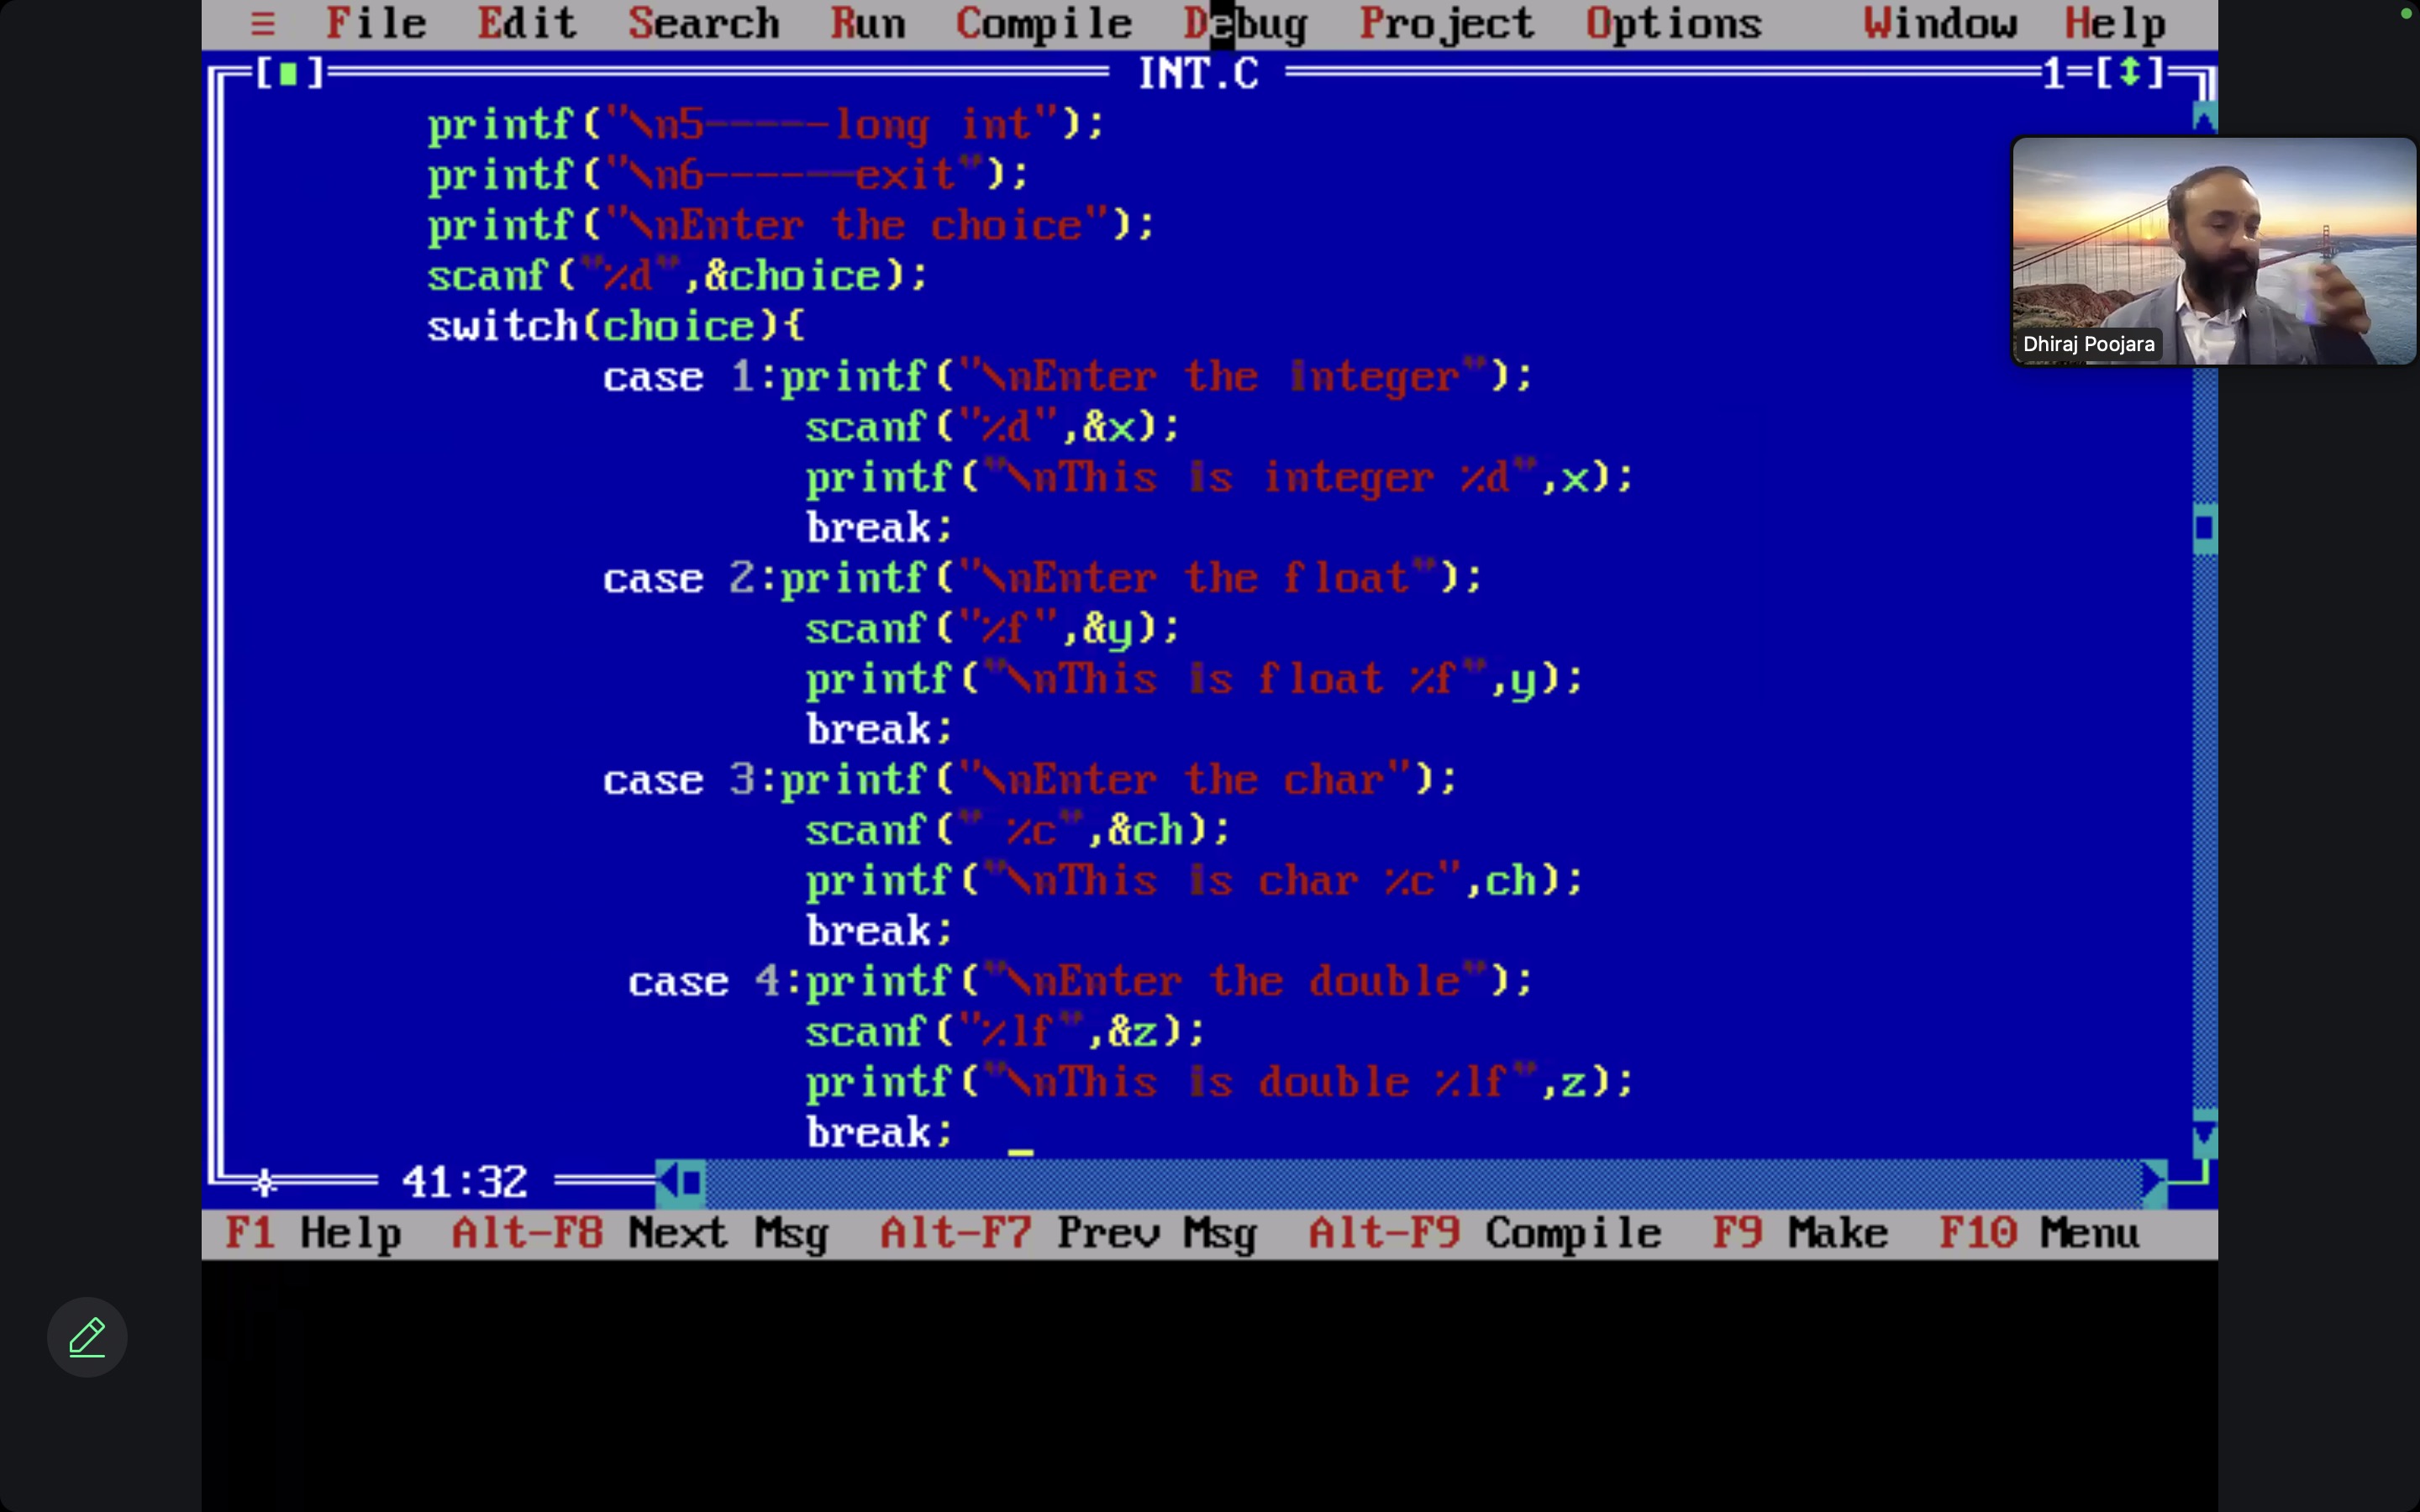 ≡ File Edit Search Run Compile Debug Project Options Window Help
[■] INT.C 1=[↕]
printf("\n5-----long int");
printf("\n6------exit");
printf("\nEnter the choice");
scanf("%d",&choice);
switch(choice){
case 1:printf("\nEnter the integer");
scanf("%d",&x);
printf("\nThis is integer %d",x);
break;
case 2:printf("\nEnter the float");
scanf("%f",&y);
printf("\nThis is float %f",y);
break;
case 3:printf("\nEnter the char");
scanf(" %c",&ch);
printf("\nThis is char %c",ch);
break;
case 4:printf("\nEnter the double");
scanf("%lf",&z);
printf("\nThis is double %lf",z);
break;
41:32
F1 Help Alt-F8 Next Msg Alt-F7 Prev Msg Alt-F9 Compile F9 Make F10 Menu
Dhiraj Poojara